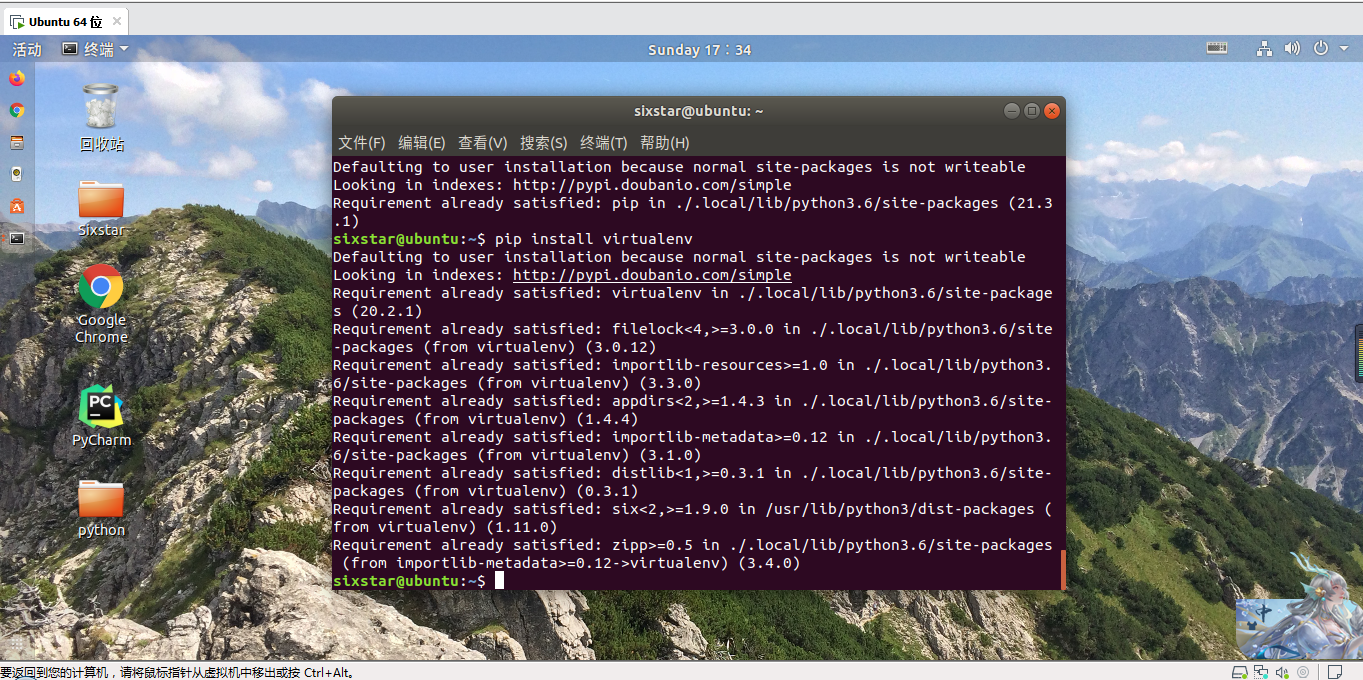 Ubuntu 64 位
活动
终端
Sunday 17：34
回收站
Sixstar
Google
Chrome
PyCharm
python
sixstar@ubuntu: ~
文件(F) 编辑(E) 查看(V) 搜索(S) 终端(T) 帮助(H)
Defaulting to user installation because normal site-packages is not writeable
Looking in indexes: http://pypi.doubanio.com/simple
Requirement already satisfied: pip in ./.local/lib/python3.6/site-packages (21.3
.1)
sixstar@ubuntu:~$ pip install virtualenv
Defaulting to user installation because normal site-packages is not writeable
Looking in indexes: http://pypi.doubanio.com/simple
Requirement already satisfied: virtualenv in ./.local/lib/python3.6/site-package
s (20.2.1)
Requirement already satisfied: filelock<4,>=3.0.0 in ./.local/lib/python3.6/site
-packages (from virtualenv) (3.0.12)
Requirement already satisfied: importlib-resources>=1.0 in ./.local/lib/python3.
6/site-packages (from virtualenv) (3.3.0)
Requirement already satisfied: appdirs<2,>=1.4.3 in ./.local/lib/python3.6/site-
packages (from virtualenv) (1.4.4)
Requirement already satisfied: importlib-metadata>=0.12 in ./.local/lib/python3.
6/site-packages (from virtualenv) (3.1.0)
Requirement already satisfied: distlib<1,>=0.3.1 in ./.local/lib/python3.6/site-
packages (from virtualenv) (0.3.1)
Requirement already satisfied: six<2,>=1.9.0 in /usr/lib/python3/dist-packages (
from virtualenv) (1.11.0)
Requirement already satisfied: zipp>=0.5 in ./.local/lib/python3.6/site-packages
 (from importlib-metadata>=0.12->virtualenv) (3.4.0)
sixstar@ubuntu:~$
要返回到您的计算机，请将鼠标指针从虚拟机中移出或按 Ctrl+Alt。